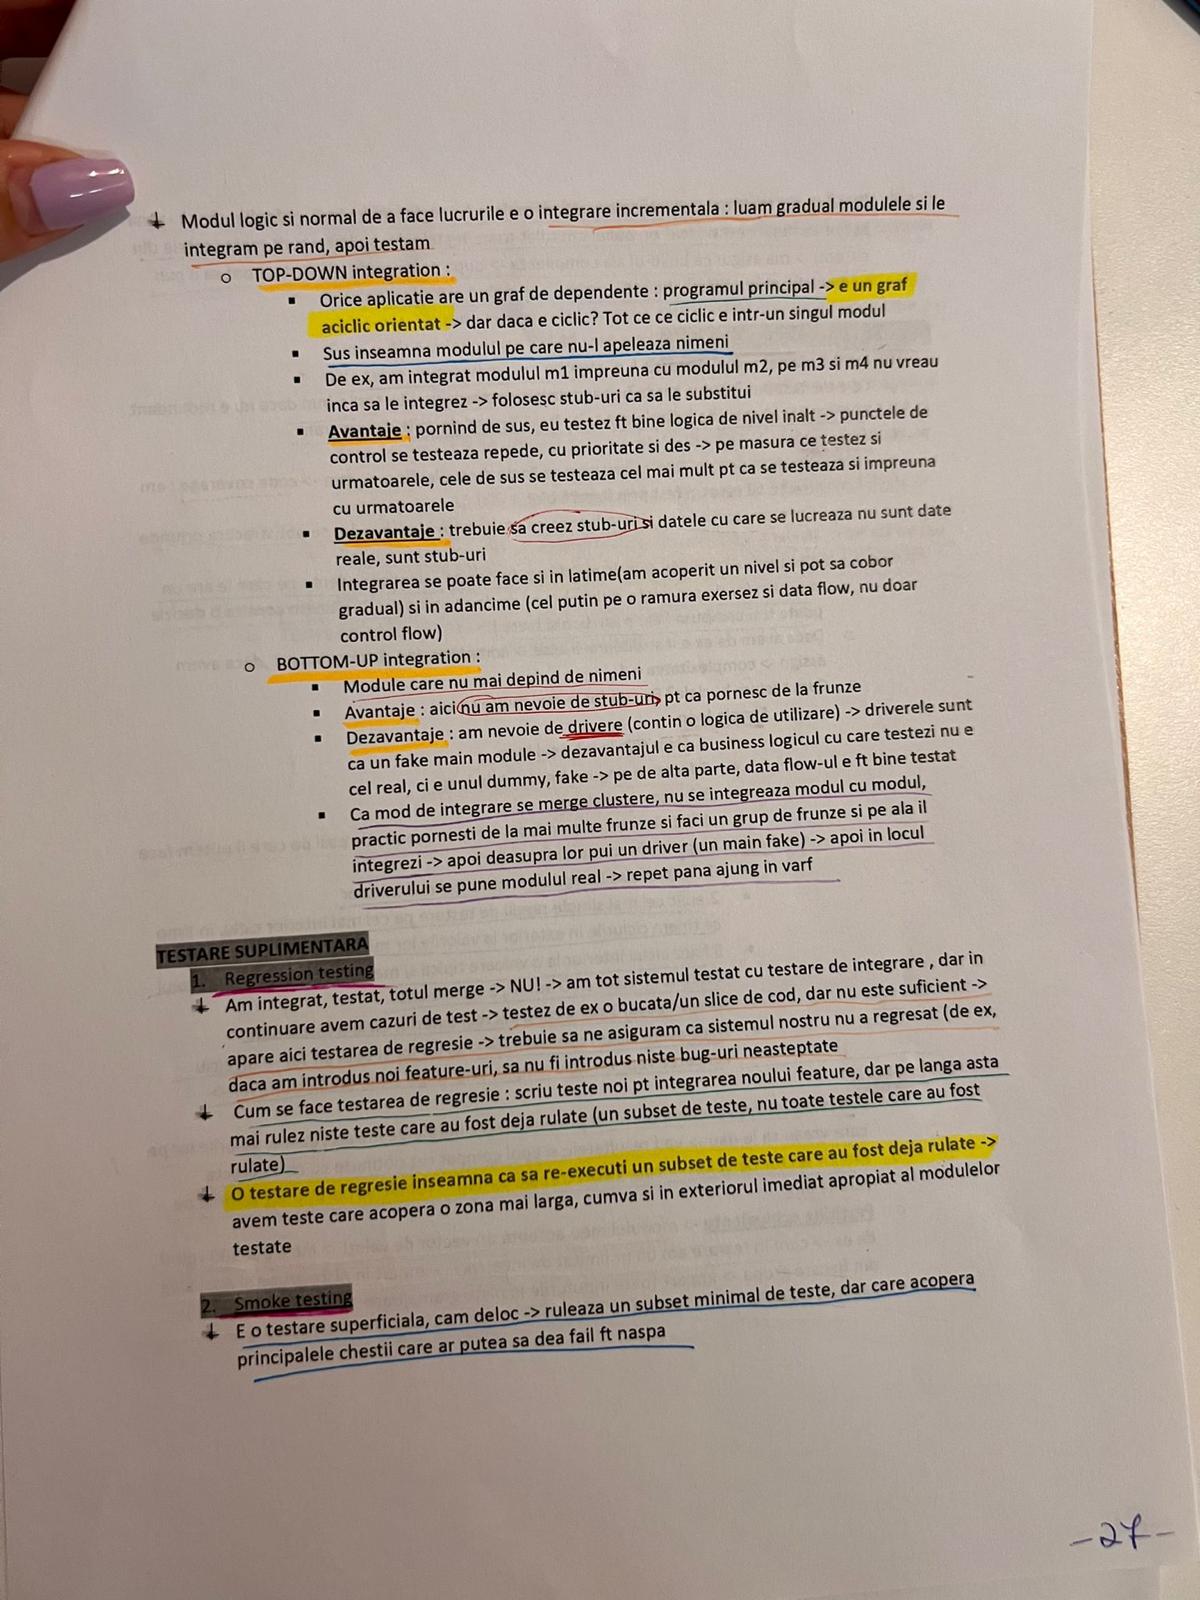 Modul logic si normal de a face lucrurile e o integrare incrementala : luam gradual modulele si le
integram pe rand, apoi testam
o TOP-DOWN integration :
▪ Orice aplicatie are un graf de dependente : programul principal -> e un graf
aciclic orientat -> dar daca e ciclic? Tot ce ce ciclic e intr-un singul modul
▪ Sus inseamna modulul pe care nu-l apeleaza nimeni
▪ De ex, am integrat modulul m1 impreuna cu modulul m2, pe m3 si m4 nu vreau
inca sa le integrez -> folosesc stub-uri ca sa le substitui
▪ Avantaje : pornind de sus, eu testez ft bine logica de nivel inalt -> punctele de
control se testeaza repede, cu prioritate si des -> pe masura ce testez si
urmatoarele, cele de sus se testeaza cel mai mult pt ca se testeaza si impreuna
cu urmatoarele
▪ Dezavantaje : trebuie sa creez stub-uri si datele cu care se lucreaza nu sunt date
reale, sunt stub-uri
▪ Integrarea se poate face si in latime(am acoperit un nivel si pot sa cobor
gradual) si in adancime (cel putin pe o ramura exersez si data flow, nu doar
control flow)
o BOTTOM-UP integration :
▪ Module care nu mai depind de nimeni
▪ Avantaje : aici nu am nevoie de stub-uri, pt ca pornesc de la frunze
▪ Dezavantaje : am nevoie de drivere (contin o logica de utilizare) -> driverele sunt
ca un fake main module -> dezavantajul e ca business logicul cu care testezi nu e
cel real, ci e unul dummy, fake -> pe de alta parte, data flow-ul e ft bine testat
▪ Ca mod de integrare se merge clustere, nu se integreaza modul cu modul,
practic pornesti de la mai multe frunze si faci un grup de frunze si pe ala il
integrezi -> apoi deasupra lor pui un driver (un main fake) -> apoi in locul
driverului se pune modulul real -> repet pana ajung in varf
TESTARE SUPLIMENTARA
1. Regression testing
Am integrat, testat, totul merge -> NU! -> am tot sistemul testat cu testare de integrare , dar in
continuare avem cazuri de test -> testez de ex o bucata/un slice de cod, dar nu este suficient ->
apare aici testarea de regresie -> trebuie sa ne asiguram ca sistemul nostru nu a regresat (de ex,
daca am introdus noi feature-uri, sa nu fi introdus niste bug-uri neasteptate
Cum se face testarea de regresie : scriu teste noi pt integrarea noului feature, dar pe langa asta
mai rulez niste teste care au fost deja rulate (un subset de teste, nu toate testele care au fost
rulate)
O testare de regresie inseamna ca sa re-executi un subset de teste care au fost deja rulate ->
avem teste care acopera o zona mai larga, cumva si in exteriorul imediat apropiat al modulelor
testate
2. Smoke testing
E o testare superficiala, cam deloc -> ruleaza un subset minimal de teste, dar care acopera
principalele chestii care ar putea sa dea fail ft naspa
-27-